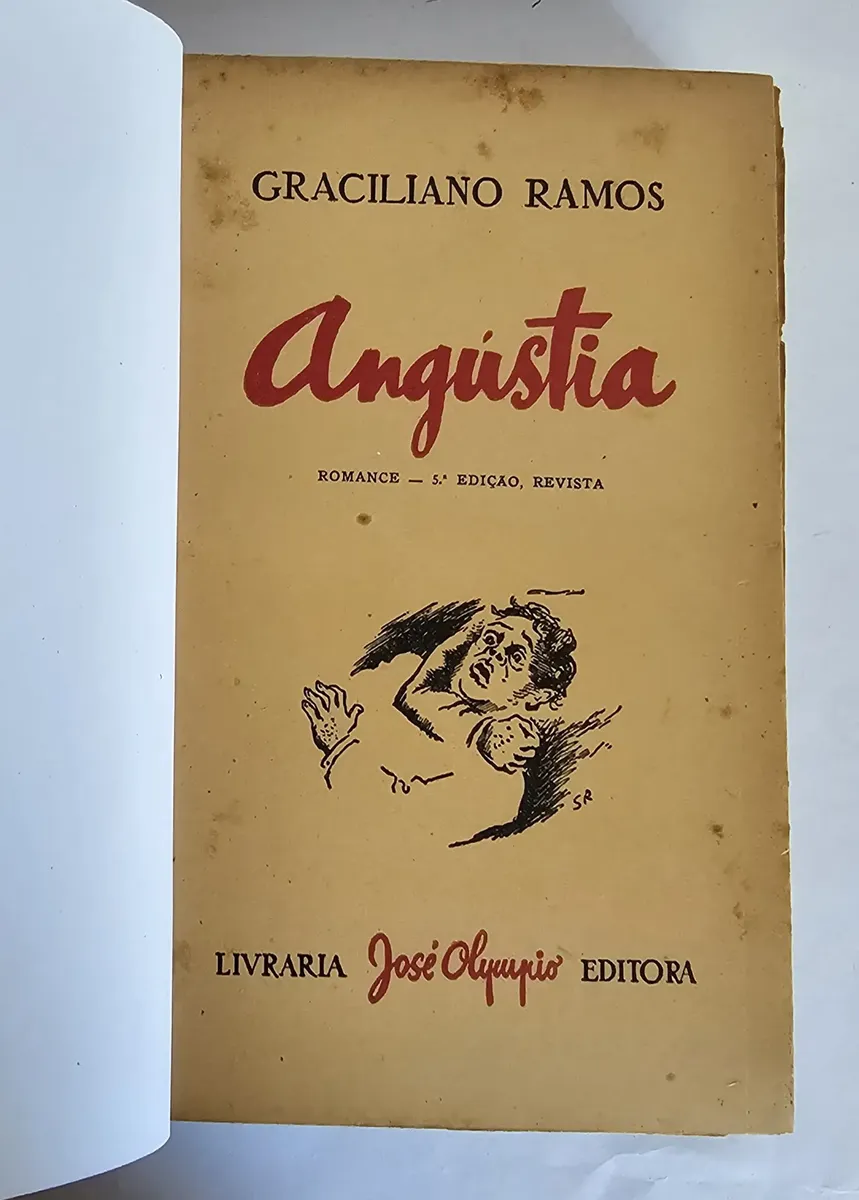 GRACILIANO RAMOS
Angústia
ROMANCE — 5.ª EDIÇÃO, REVISTA
SR
LIVRARIA José Olympio EDITORA